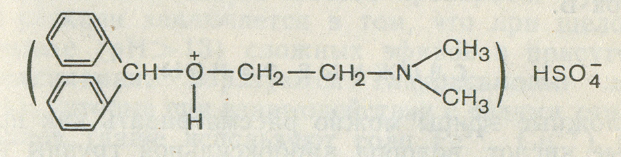 CH3
( CH—O+—CH2—CH2—N ) HSO4−
H CH3